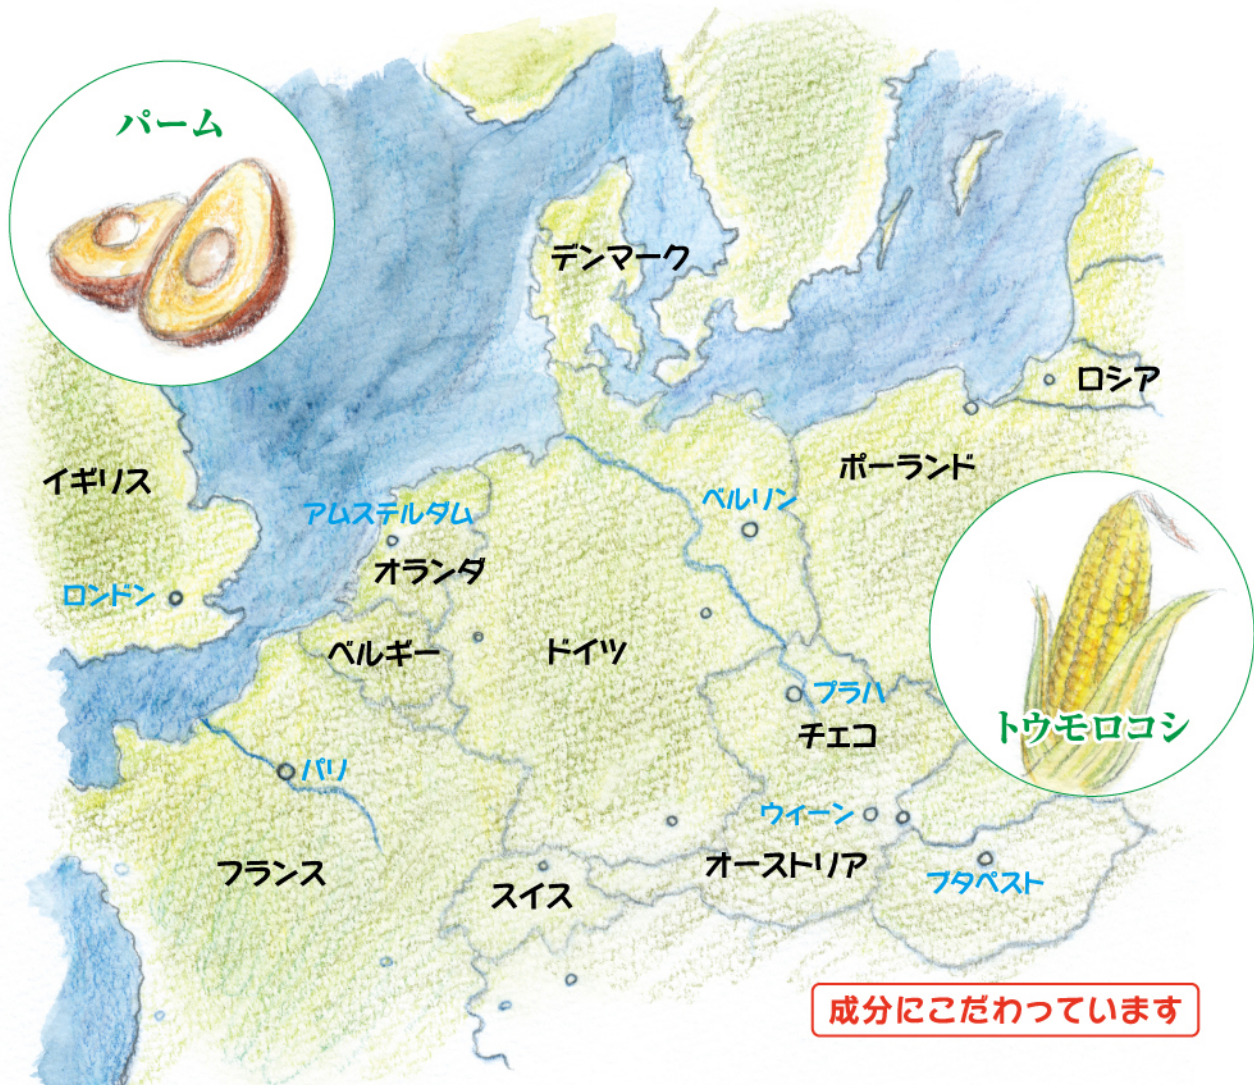 パーム
デンマーク
ロシア
イギリス
ポーランド
アムステルダム
ベルリン
オランダ
ロンドン
ベルギー
ドイツ
プラハ
チェコ
トウモロコシ
パリ
ウィーン
フランス
オーストリア
スイス
ブタペスト
成分にこだわっています